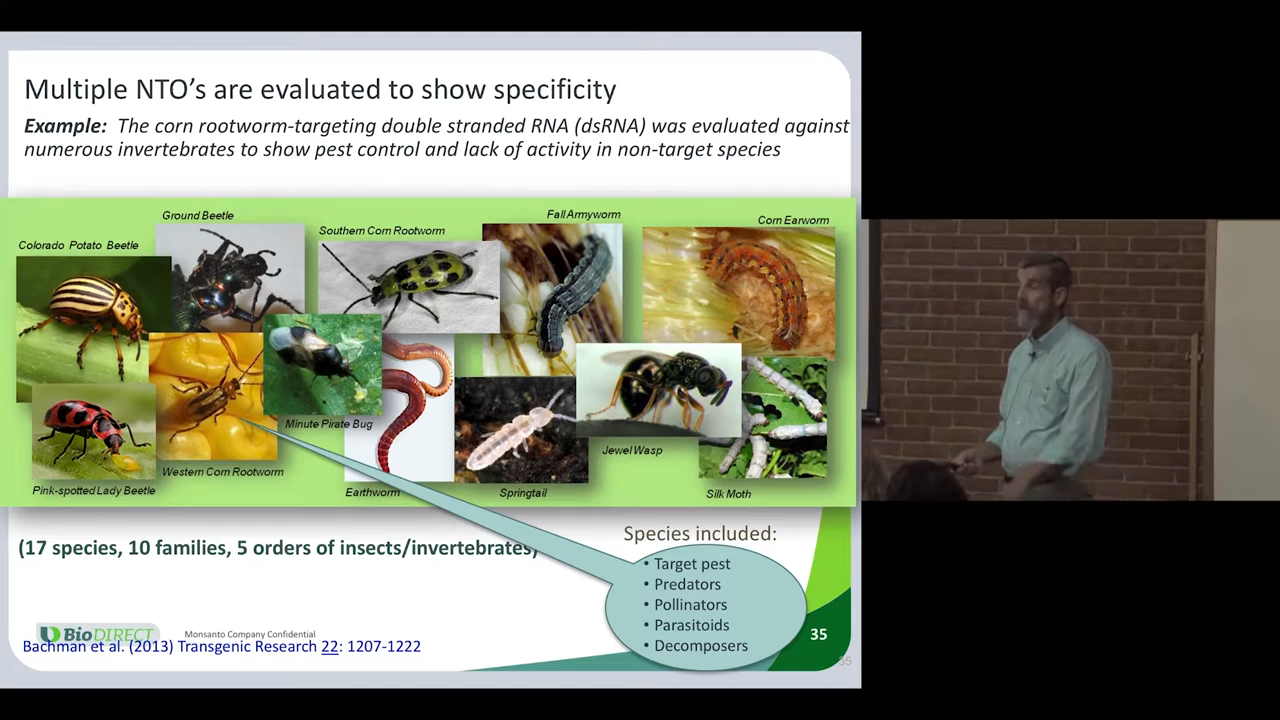 Multiple NTO's are evaluated to show specificity
Example: The corn rootworm-targeting double stranded RNA (dsRNA) was evaluated against
numerous invertebrates to show pest control and lack of activity in non-target species
Ground Beetle
Fall Armyworm
Corn Earworm
Southern Corn Rootworm
Colorado Potato Beetle
Minute Pirate Bug
Jewel Wasp
Western Corn Rootworm
Pink-spotted Lady Beetle
Earthworm
Springtail
Silk Moth
(17 species, 10 families, 5 orders of insects/invertebrates)
Species included:
• Target pest
• Predators
• Pollinators
• Parasitoids
• Decomposers
BioDIRECT
Monsanto Company Confidential
35
Bachman et al. (2013) Transgenic Research 22: 1207-1222
35